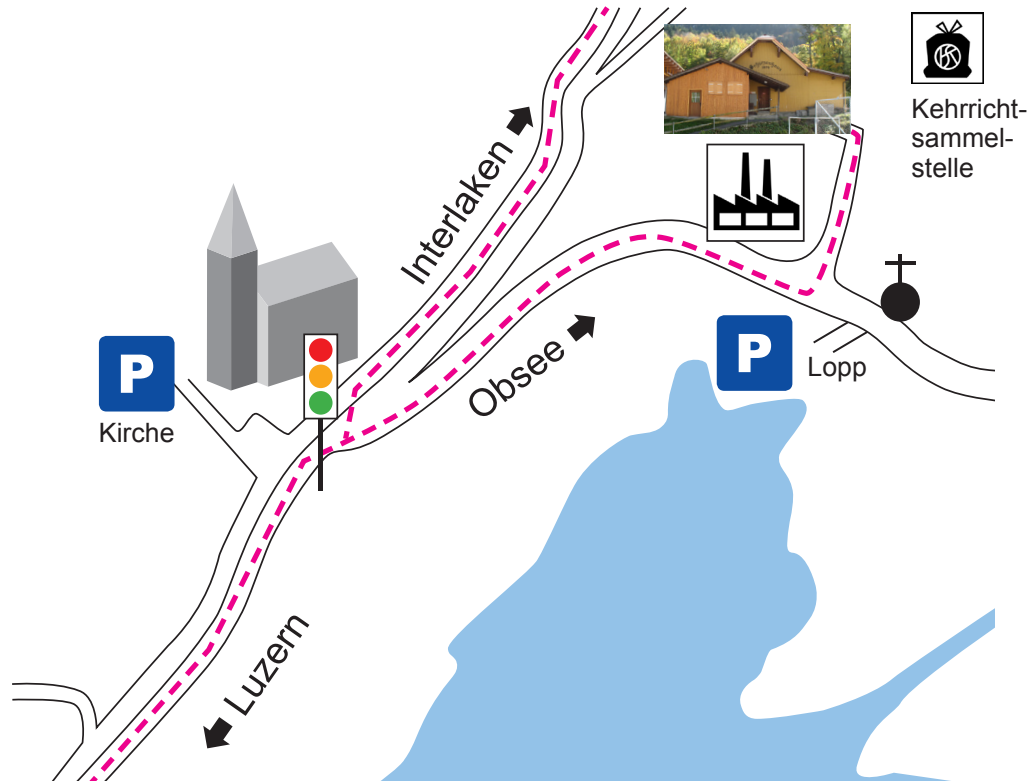 Kehrricht-
sammel-
stelle
Interlaken
P
Kirche
Obsee
P
Lopp
Luzern